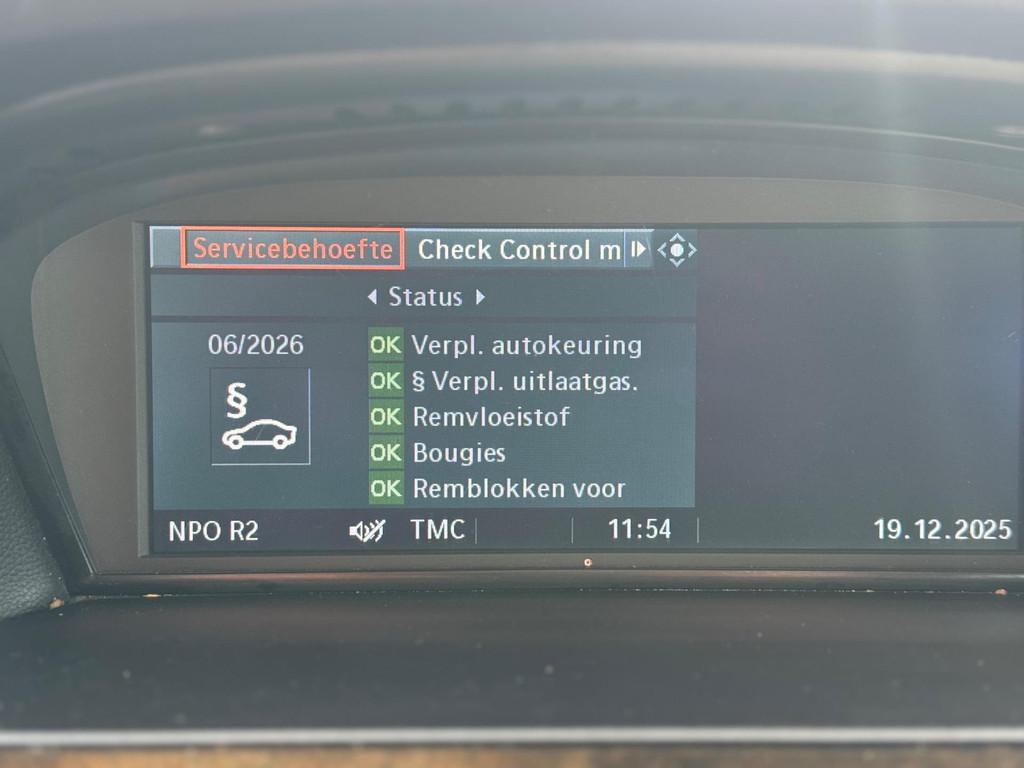 Servicebehoefte Check Control m
Status
06/2026
§
OK Verpl. autokeuring
OK § Verpl. uitlaatgas.
OK Remvloeistof
OK Bougies
OK Remblokken voor
NPO R2 TMC 11:54 19.12.2025